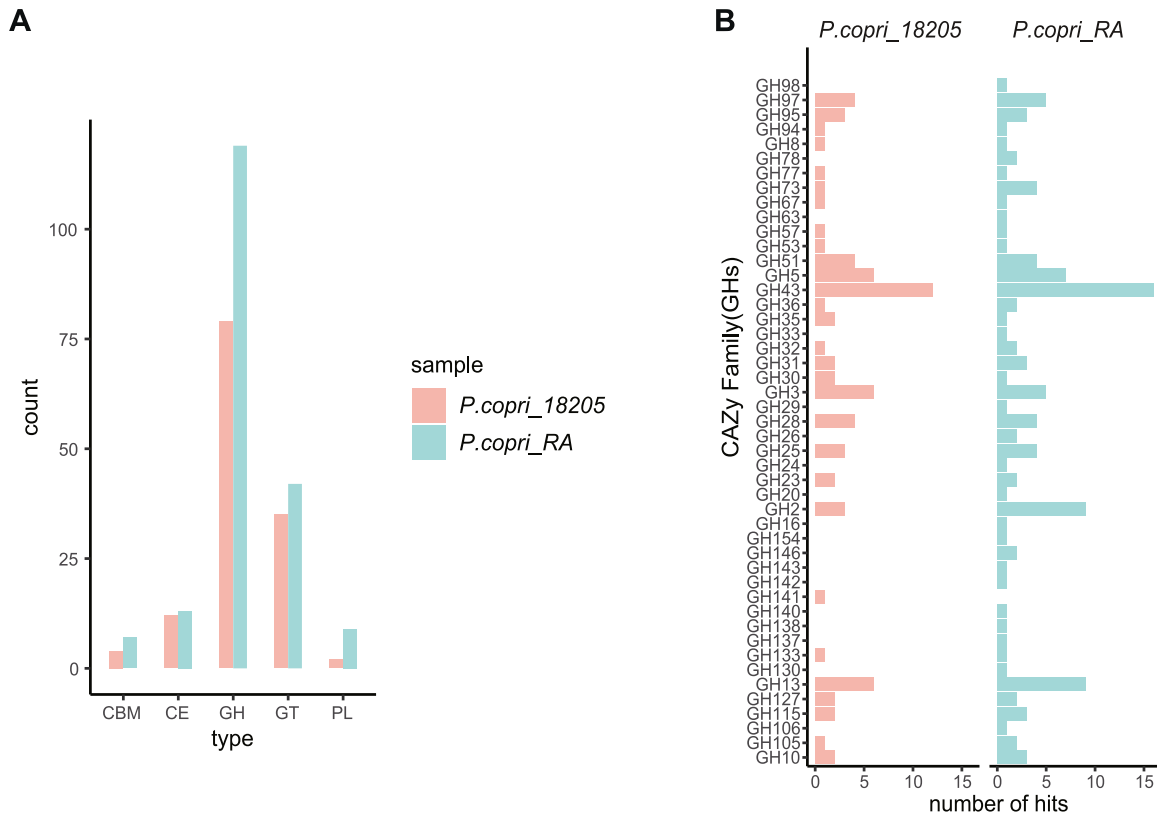 A
100
75
50
25
0
count
CBM CE GH GT PL
type
sample
P.copri_18205
P.copri_RA
B
P.copri_18205 P.copri_RA
CAZy Family(GHs)
GH98
GH97
GH95
GH94
GH8
GH78
GH77
GH73
GH67
GH63
GH57
GH53
GH51
GH5
GH43
GH36
GH35
GH33
GH32
GH31
GH30
GH3
GH29
GH28
GH26
GH25
GH24
GH23
GH20
GH2
GH16
GH154
GH146
GH143
GH142
GH141
GH140
GH138
GH137
GH133
GH130
GH13
GH127
GH115
GH106
GH105
GH10
0 5 10 15 0 5 10 15
number of hits